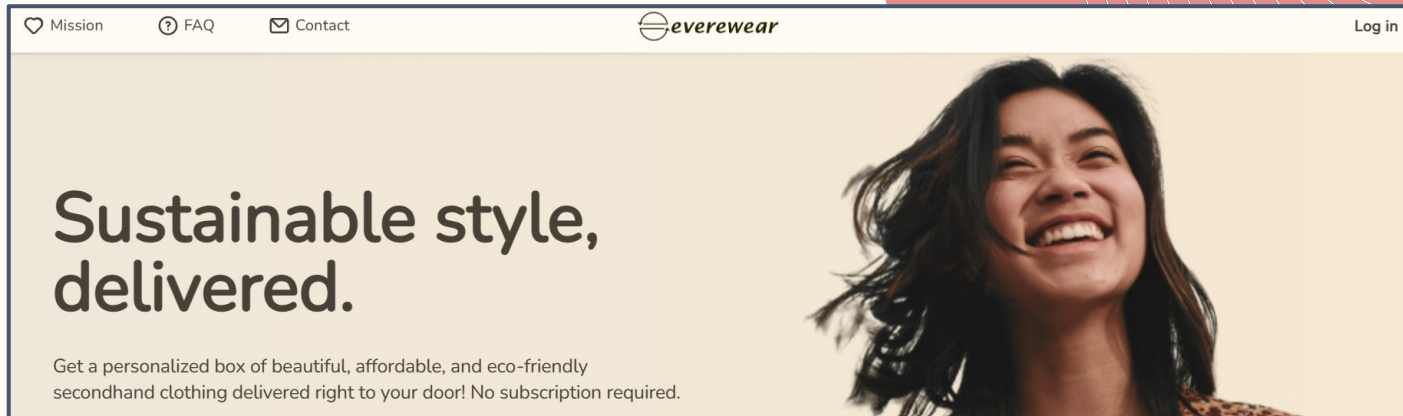 Mission
FAQ
Contact
everewear
Log in
Sustainable style,
delivered.
Get a personalized box of beautiful, affordable, and eco-friendly
secondhand clothing delivered right to your door! No subscription required.